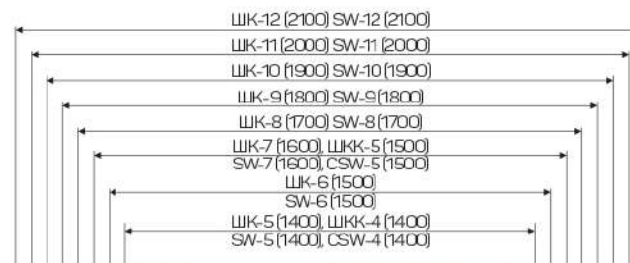 ШК-12 (2100) SW-12 (2100)
ШК-11 (2000) SW-11 (2000)
ШК-10 (1900) SW-10 (1900)
ШК-9 (1800) SW-9 (1800)
ШК-8 (1700) SW-8 (1700)
ШК-7 (1600), ШКК-5 (1500)
SW-7 (1600), CSW-5 (1500)
ШК-6 (1500)
SW-6 (1500)
ШК-5 (1400), ШКК-4 (1400)
SW-5 (1400), CSW-4 (1400)